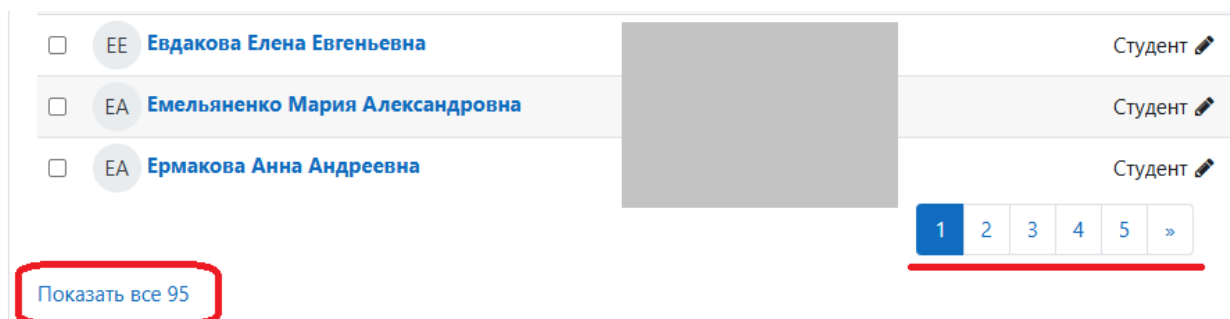 ЕЕ Евдакова Елена Евгеньевна Студент
ЕА Емельяненко Мария Александровна Студент
ЕА Ермакова Анна Андреевна Студент
1 2 3 4 5 »
Показать все 95